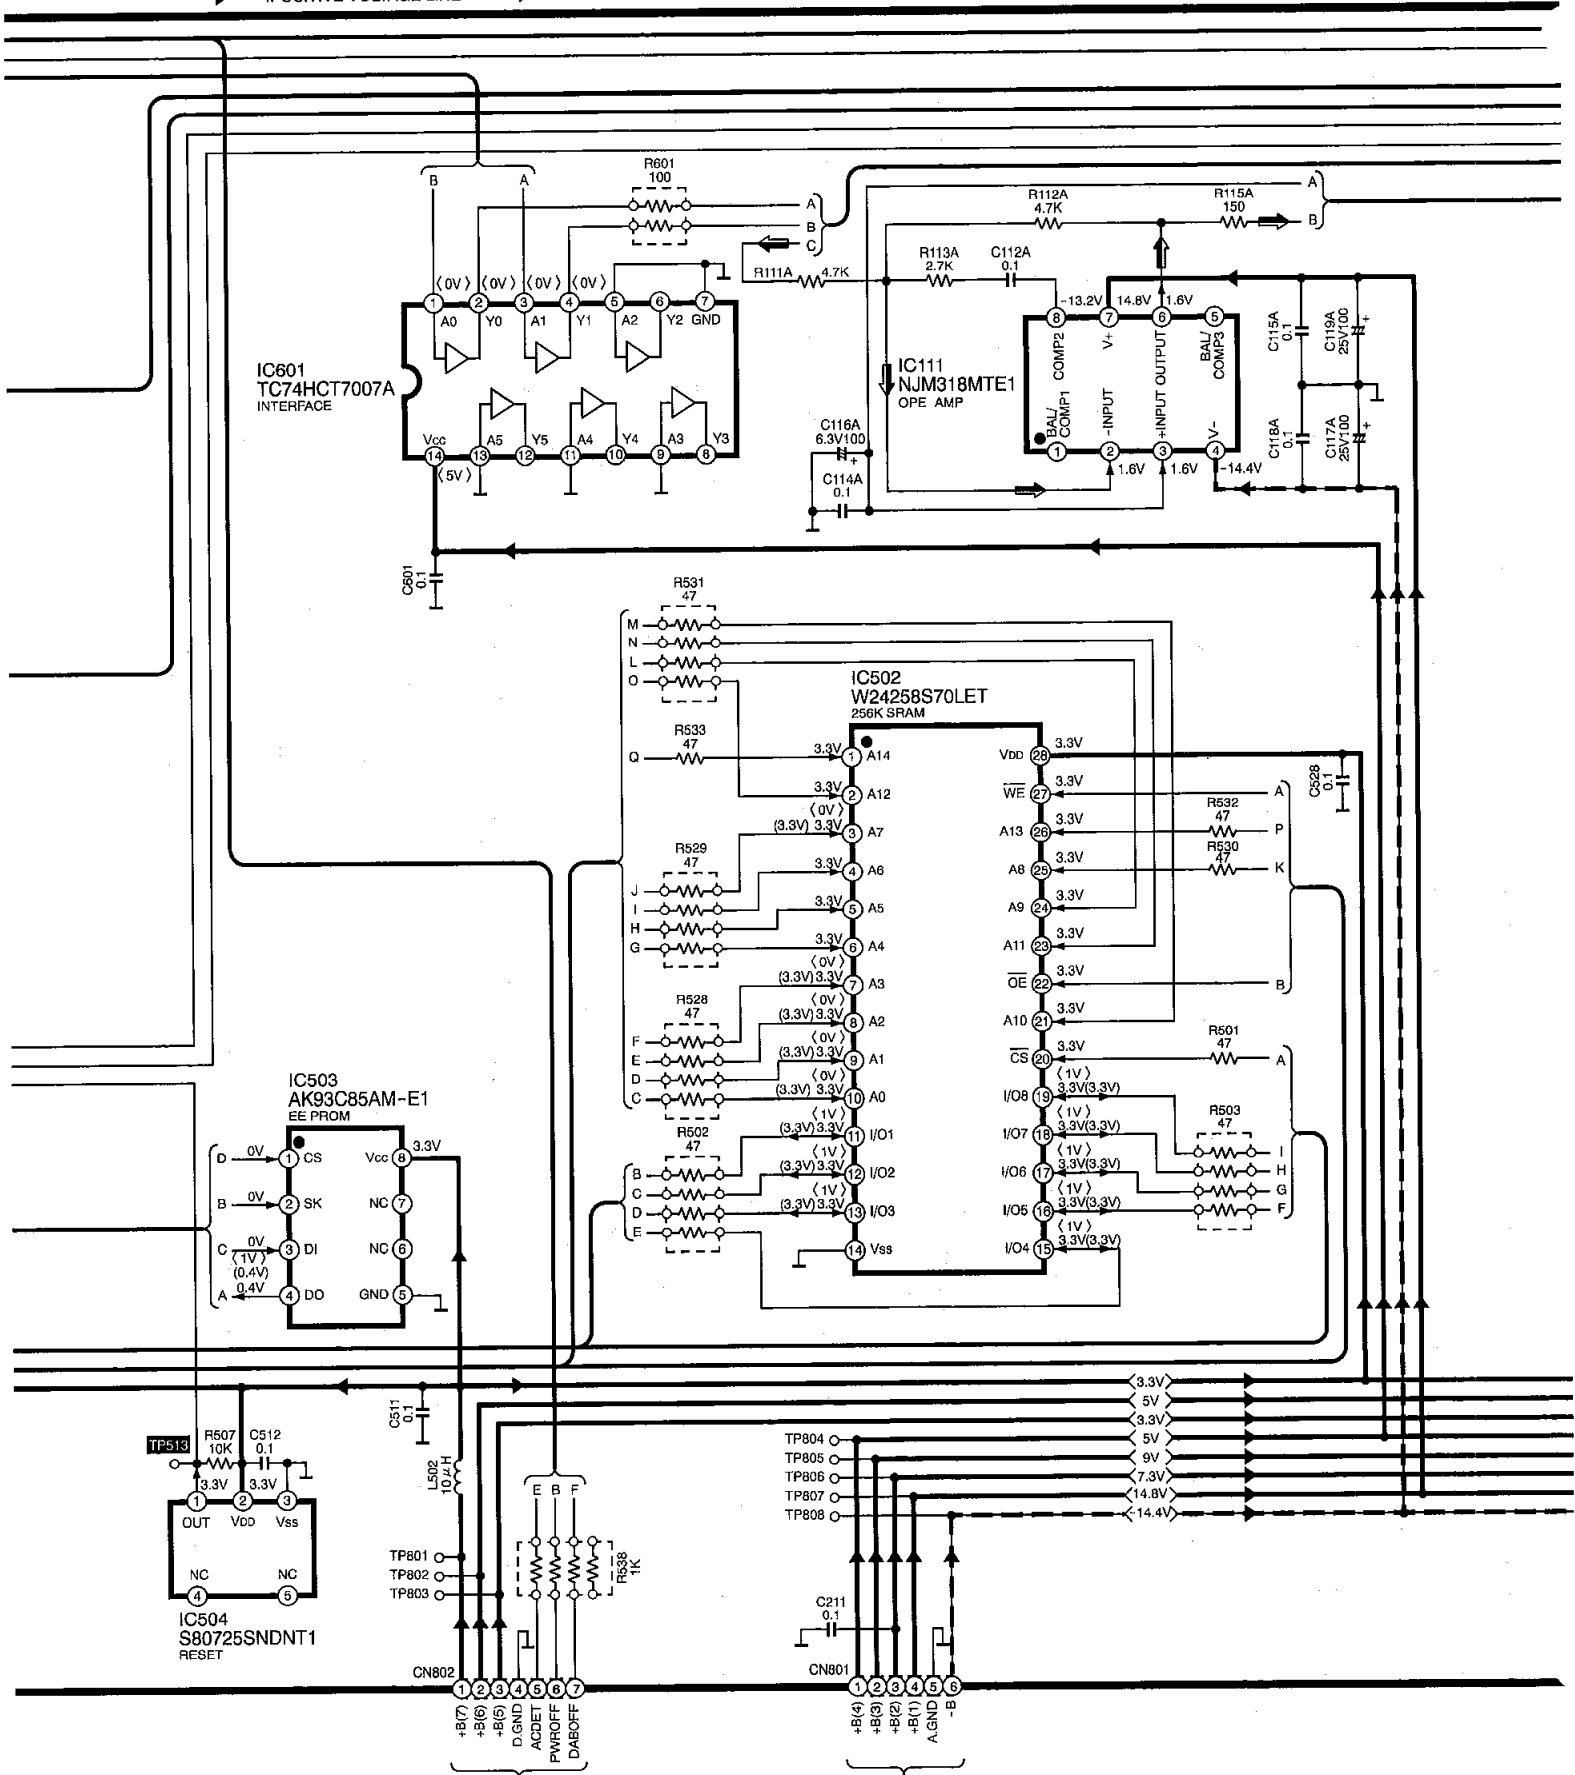 B A
R601
100
A
B
C
R111A 4.7K
〈0V〉 〈0V〉 〈0V〉 〈0V〉
1 2 3 4 5 6 7
A0 Y0 A1 Y1 A2 Y2 GND
IC601
TC74HCT7007A
INTERFACE
Vcc A5 Y5 A4 Y4 A3 Y3
14 13 12 11 10 9 8
〈5V〉
C601
0.1
R112A
4.7K
R115A
150
A
B
R113A
2.7K
C112A
0.1
-13.2V 14.8V 1.6V
8 7 6 5
COMP2 V+ OUTPUT BAL/COMP3
IC111
NJM318MTE1
OPE AMP
BAL/COMP1 -INPUT +INPUT V-
1 2 3 4
1.6V 1.6V -14.4V
C115A
0.1
C119A
25V100
C118A
0.1
C117A
25V100
C116A
6.3V100
C114A
0.1
R531
47
M
N
L
O
R533
47
Q
R529
47
J
I
H
G
R528
47
F
E
D
C
R502
47
B
C
D
E
IC502
W24258S70LET
256K SRAM
3.3V 1 A14
3.3V 2 A12
〈0V〉
(3.3V) 3.3V 3 A7
3.3V 4 A6
3.3V 5 A5
3.3V 6 A4
〈0V〉
(3.3V) 3.3V 7 A3
〈0V〉
(3.3V) 3.3V 8 A2
〈0V〉
(3.3V) 3.3V 9 A1
〈0V〉
(3.3V) 3.3V 10 A0
〈1V〉
(3.3V) 3.3V 11 I/O1
〈1V〉
(3.3V) 3.3V 12 I/O2
〈1V〉
(3.3V) 3.3V 13 I/O3
14 Vss
VDD 28 3.3V
WE 27 3.3V
A13 26 3.3V
A8 25 3.3V
A9 24 3.3V
A11 23 3.3V
OE 22 3.3V
A10 21 3.3V
CS 20 3.3V
〈1V〉
I/O8 19 3.3V(3.3V)
〈1V〉
I/O7 18 3.3V(3.3V)
〈1V〉
I/O6 17 3.3V(3.3V)
〈1V〉
I/O5 16 3.3V(3.3V)
〈1V〉
I/O4 15 3.3V(3.3V)
C528
0.1
A
R532
47
P
R530
47
K
B
R501
47
A
R503
47
I
H
G
F
IC503
AK93C85AM-E1
EE PROM
D 0V 1 CS
B 0V 2 SK
C 0V 3 DI
〈1V〉
(0.4V)
A 0.4V 4 DO
Vcc 8 3.3V
NC 7
NC 6
GND 5
C511
0.1
L502
10μH
TP513
R507
10K
C512
0.1
3.3V 3.3V
1 2 3
OUT VDD Vss
NC NC
4 5
IC504
S80725SNDNT1
RESET
TP801
TP802
TP803
E B F
R538
1K
CN802
1 2 3 4 5 6 7
+B(7)
+B(6)
+B(5)
D.GND
ACDET
PWROFF
DABOFF
3.3V
5V
3.3V
TP804 5V
TP805 9V
TP806 7.3V
TP807 14.8V
TP808 -14.4V
C211
0.1
CN801
1 2 3 4 5 6
+B(4)
+B(3)
+B(2)
+B(1)
A.GND
-B